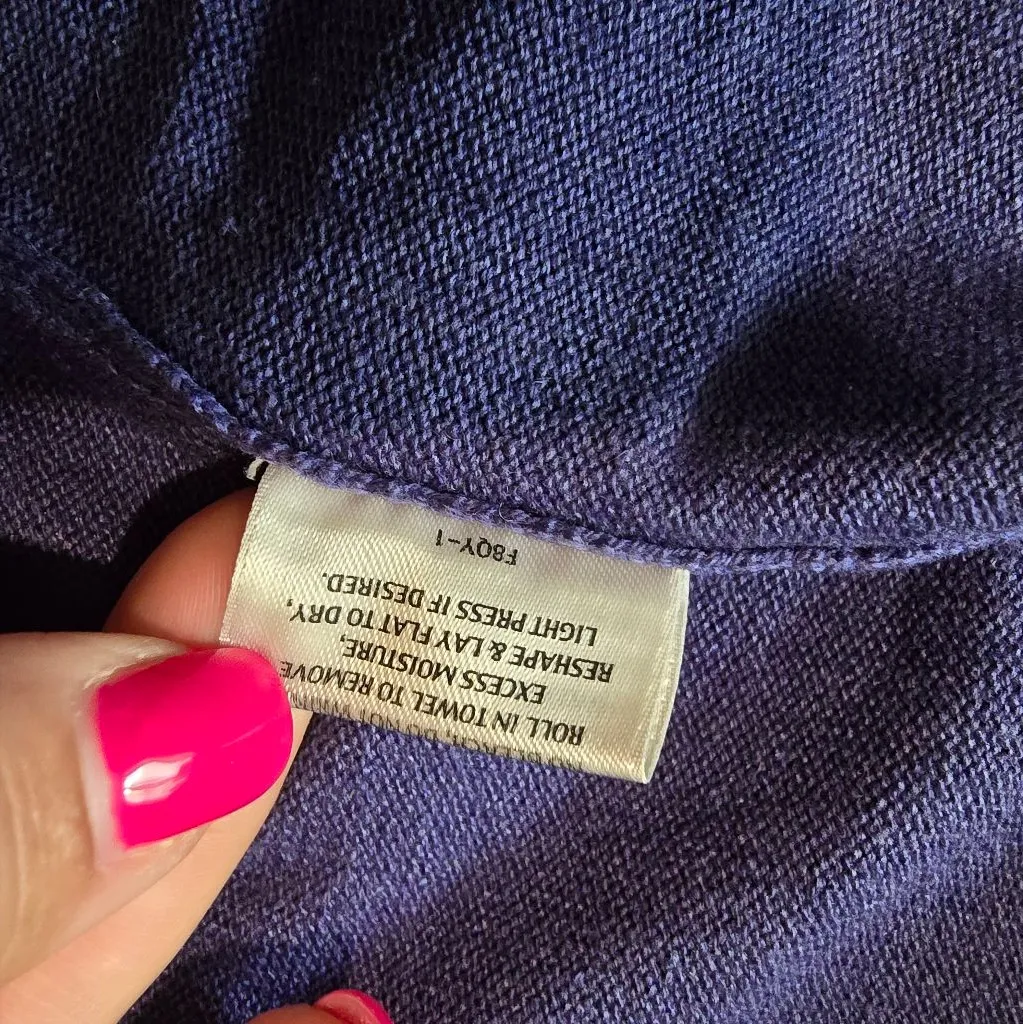 ROLL IN TOWEL TO REMOVE
EXCESS MOISTURE,
RESHAPE & LAY FLAT TO DRY,
LIGHT PRESS IF DESIRED.
F8QY-1